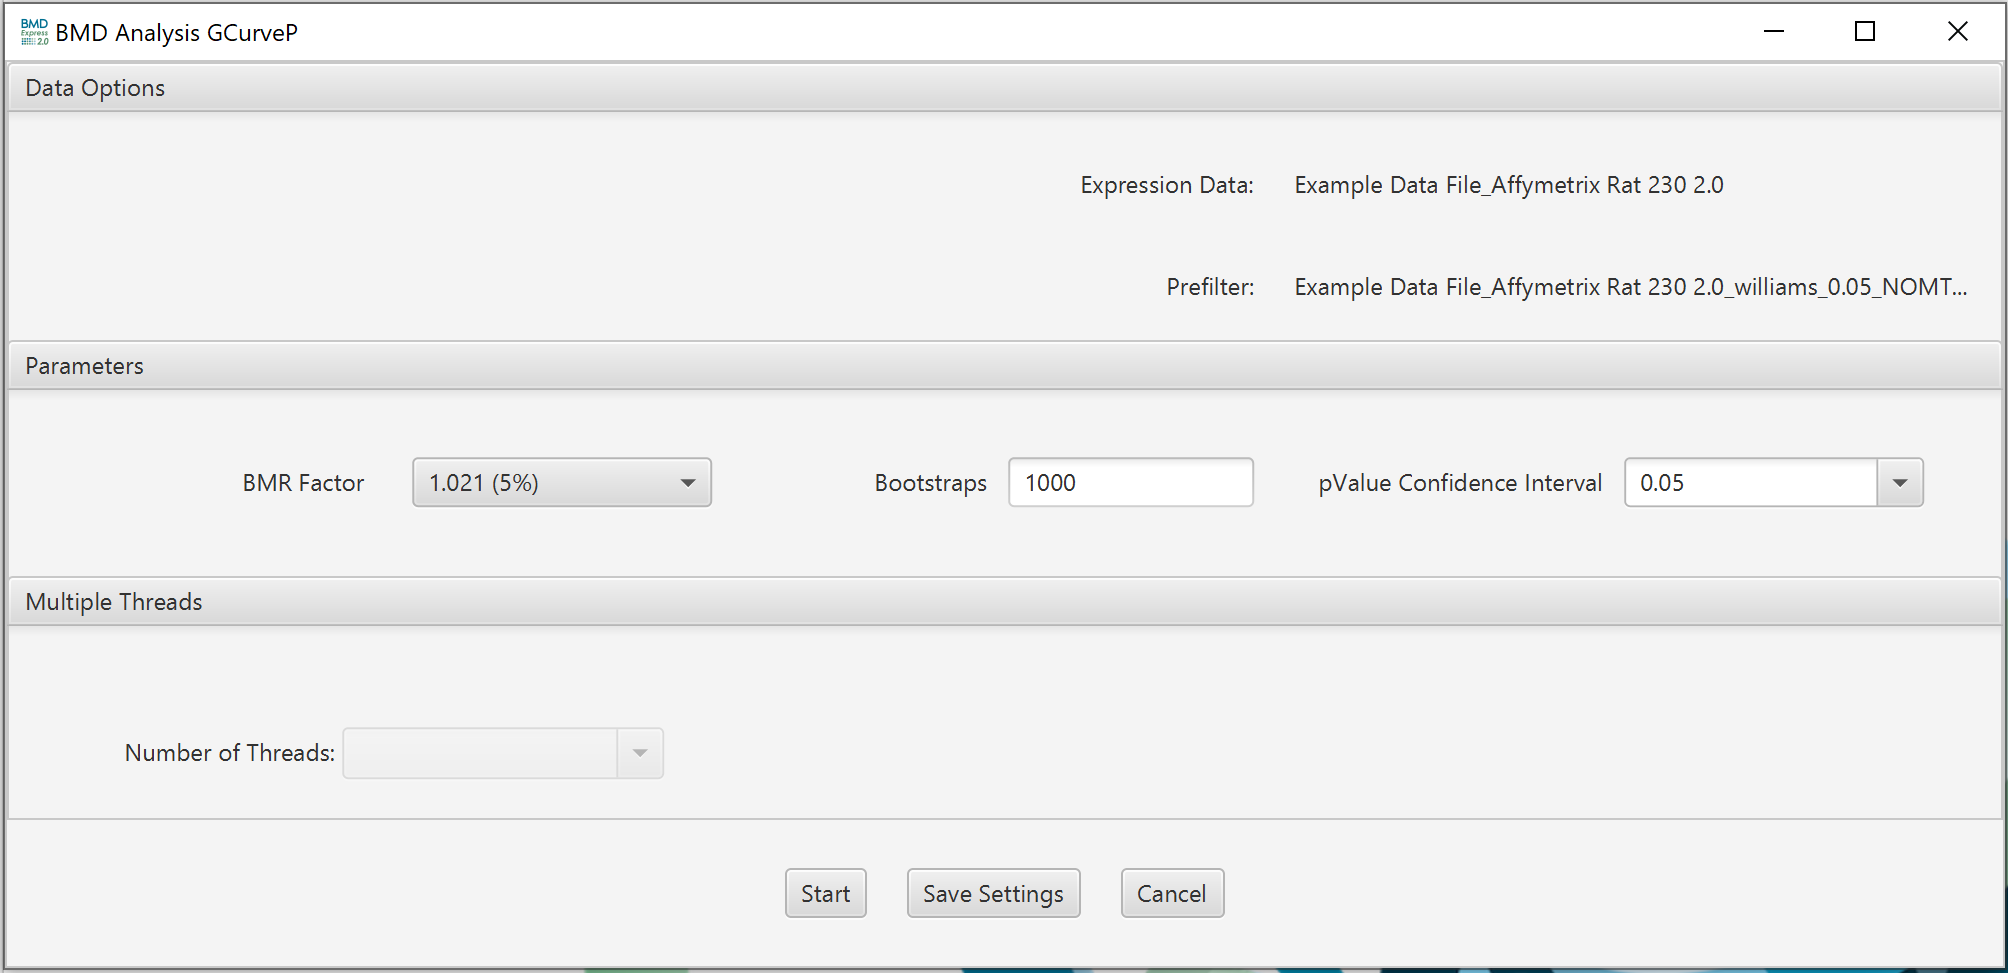 BMD
Express
2.0
BMD Analysis GCurveP
Data Options
Expression Data: Example Data File_Affymetrix Rat 230 2.0
Prefilter: Example Data File_Affymetrix Rat 230 2.0_williams_0.05_NOMT...
Parameters
BMR Factor 1.021 (5%) Bootstraps 1000 pValue Confidence Interval 0.05
Multiple Threads
Number of Threads:
Start Save Settings Cancel